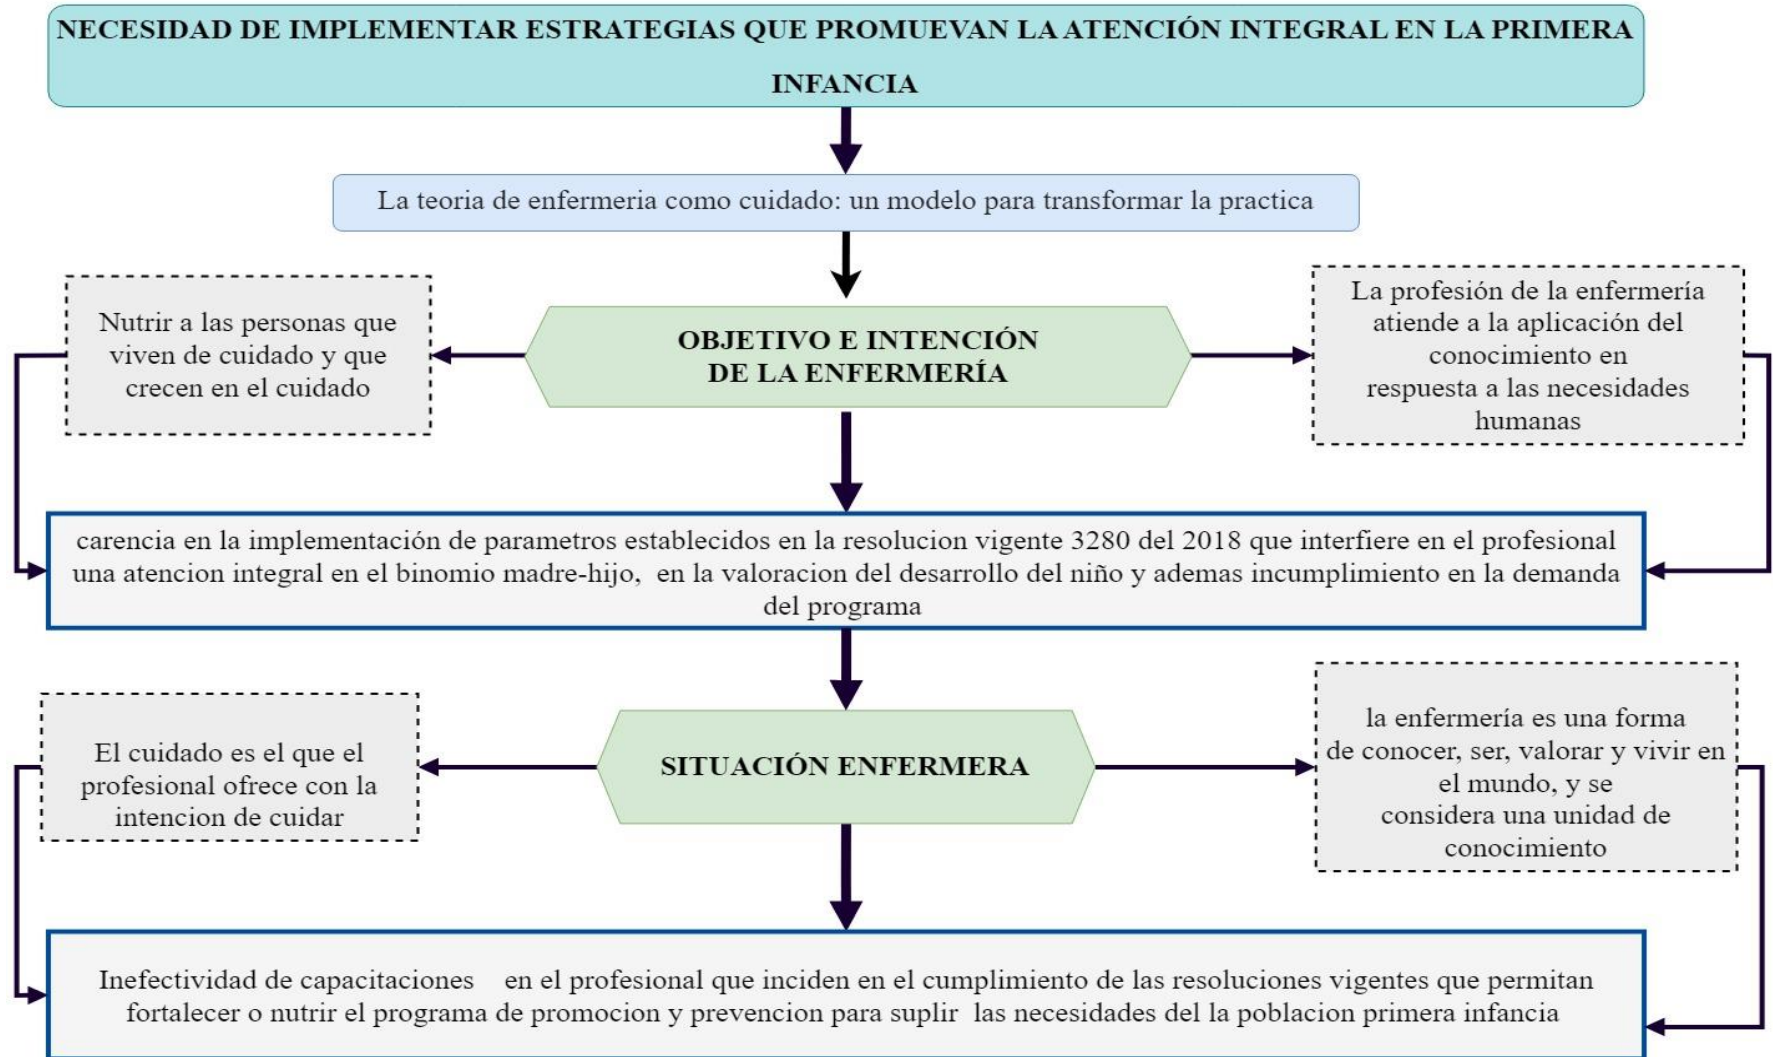 NECESIDAD DE IMPLEMENTAR ESTRATEGIAS QUE PROMUEVAN LA ATENCIÓN INTEGRAL EN LA PRIMERA
INFANCIA
La teoria de enfermeria como cuidado: un modelo para transformar la practica
Nutrir a las personas que
viven de cuidado y que
crecen en el cuidado
OBJETIVO E INTENCIÓN
DE LA ENFERMERÍA
La profesión de la enfermería
atiende a la aplicación del
conocimiento en
respuesta a las necesidades
humanas
carencia en la implementación de parametros establecidos en la resolucion vigente 3280 del 2018 que interfiere en el profesional
una atencion integral en el binomio madre-hijo, en la valoracion del desarrollo del niño y ademas incumplimiento en la demanda
del programa
El cuidado es el que el
profesional ofrece con la
intencion de cuidar
SITUACIÓN ENFERMERA
la enfermería es una forma
de conocer, ser, valorar y vivir en
el mundo, y se
considera una unidad de
conocimiento
Inefectividad de capacitaciones en el profesional que inciden en el cumplimiento de las resoluciones vigentes que permitan
fortalecer o nutrir el programa de promocion y prevencion para suplir las necesidades del la poblacion primera infancia